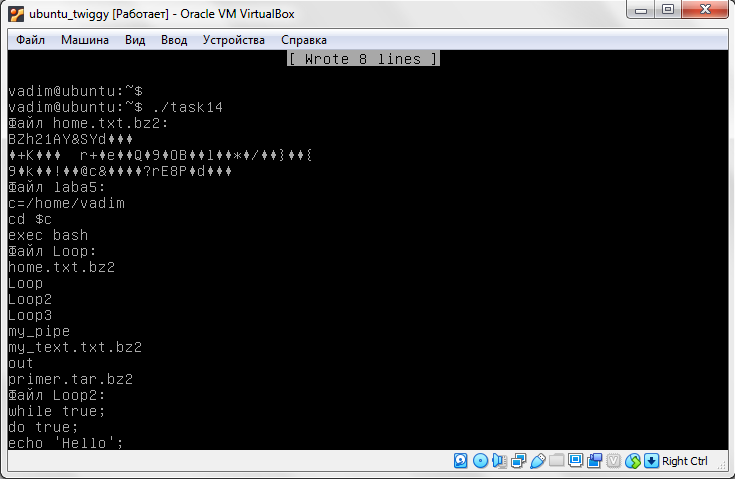 ubuntu_twiggy [Работает] - Oracle VM VirtualBox
Файл Машина Вид Ввод Устройства Справка
[ Wrote 8 lines ]
vadim@ubuntu:~$
vadim@ubuntu:~$ ./task14
Файл home.txt.bz2:
BZh21AY&SYd♦♦♦
♦+K♦♦♦ r+♦e♦♦Q♦9♦OB♦♦l♦♦*♦/♦♦}♦♦{
9♦k♦♦!♦♦@c&♦♦♦♦?rE8P♦d♦♦♦
Файл laba5:
c=/home/vadim
cd $c
exec bash
Файл Loop:
home.txt.bz2
Loop
Loop2
Loop3
my_pipe
my_text.txt.bz2
out
primer.tar.bz2
Файл Loop2:
while true;
do true;
echo 'Hello';
Right Ctrl